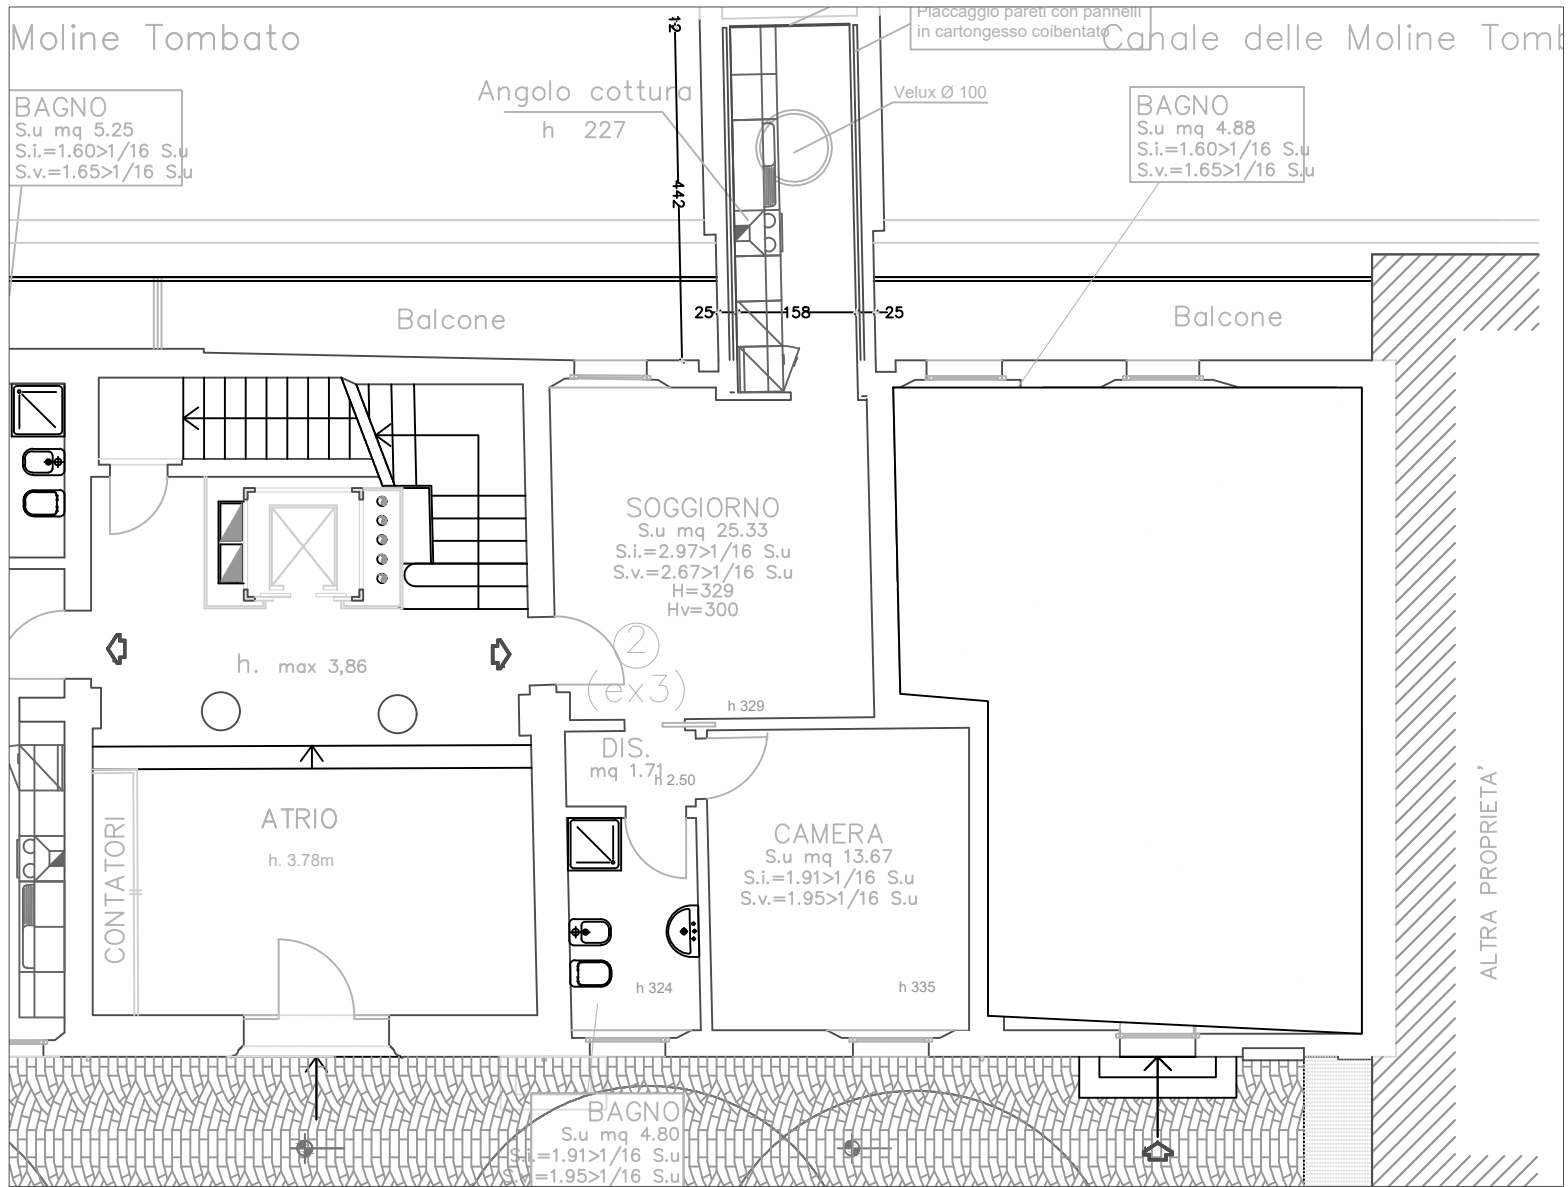 Moline Tombato
Placcaggio pareti con pannelli
in cartongesso coibentato
Canale delle Moline Tomb
12
Angolo cottura
h 227
Velux Ø 100
BAGNO
S.u mq 5.25
S.i.=1.60>1/16 S.u
S.v.=1.65>1/16 S.u
BAGNO
S.u mq 4.88
S.i.=1.60>1/16 S.u
S.v.=1.65>1/16 S.u
442
Balcone
25
158
25
Balcone
SOGGIORNO
S.u mq 25.33
S.i.=2.97>1/16 S.u
S.v.=2.67>1/16 S.u
H=329
Hv=300
2
(ex3)
h. max 3,86
h 329
DIS.
mq 1.71
h 2.50
ATRIO
h. 3.78m
CONTATORI
CAMERA
S.u mq 13.67
S.i.=1.91>1/16 S.u
S.v.=1.95>1/16 S.u
h 324
h 335
ALTRA PROPRIETA'
BAGNO
S.u mq 4.80
S.i.=1.91>1/16 S.u
S.v.=1.95>1/16 S.u